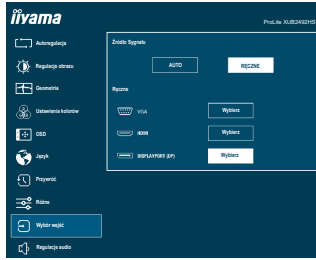 iiyama
ProLite XUB2492HS
Autoregulacja
Regulacje obrazu
Geometria
Ustawienia kolorów
OSD
Język
Przywróć
Różne
Wybór wejść
Regulacje audio
Źródło Sygnału
AUTO
RĘCZNE
Ręczne
VGA
Wybierz
HDMI
Wybierz
DISPLAYPORT (DP)
Wybierz